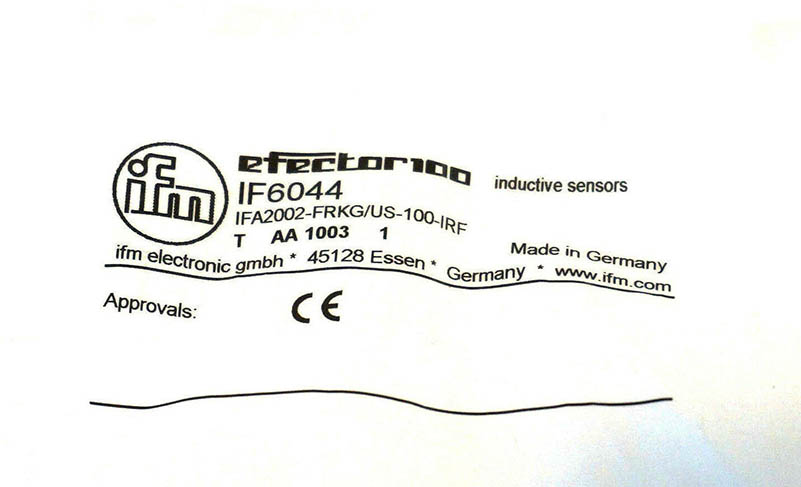 ifm
efector100
inductive sensors
IF6044
IFA2002-FRKG/US-100-IRF
T AA 1003 1
Made in Germany
ifm electronic gmbh * 45128 Essen * Germany * www.ifm.com
Approvals: CE